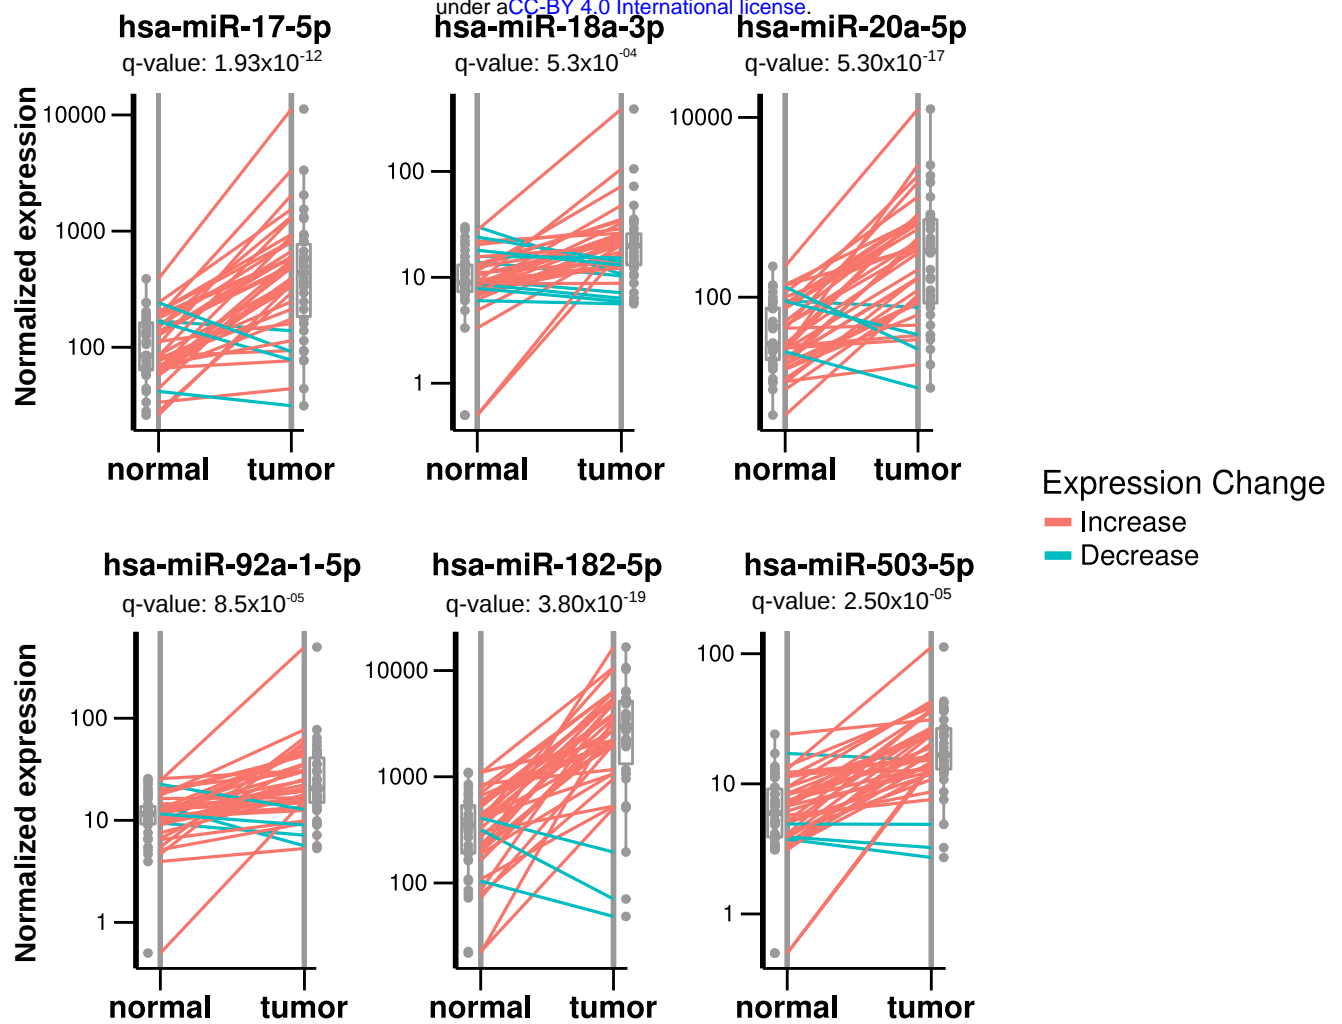 under aCC-BY 4.0 International license.
hsa-miR-17-5p
q-value: 1.93x10⁻¹²
hsa-miR-18a-3p
q-value: 5.3x10⁻⁰⁴
hsa-miR-20a-5p
q-value: 5.30x10⁻¹⁷
Normalized expression
10000
1000
100
normal tumor
100
10
1
normal tumor
10000
100
normal tumor
Expression Change
Increase
Decrease
hsa-miR-92a-1-5p
q-value: 8.5x10⁻⁰⁵
hsa-miR-182-5p
q-value: 3.80x10⁻¹⁹
hsa-miR-503-5p
q-value: 2.50x10⁻⁰⁵
Normalized expression
100
10
1
normal tumor
10000
1000
100
normal tumor
100
10
1
normal tumor